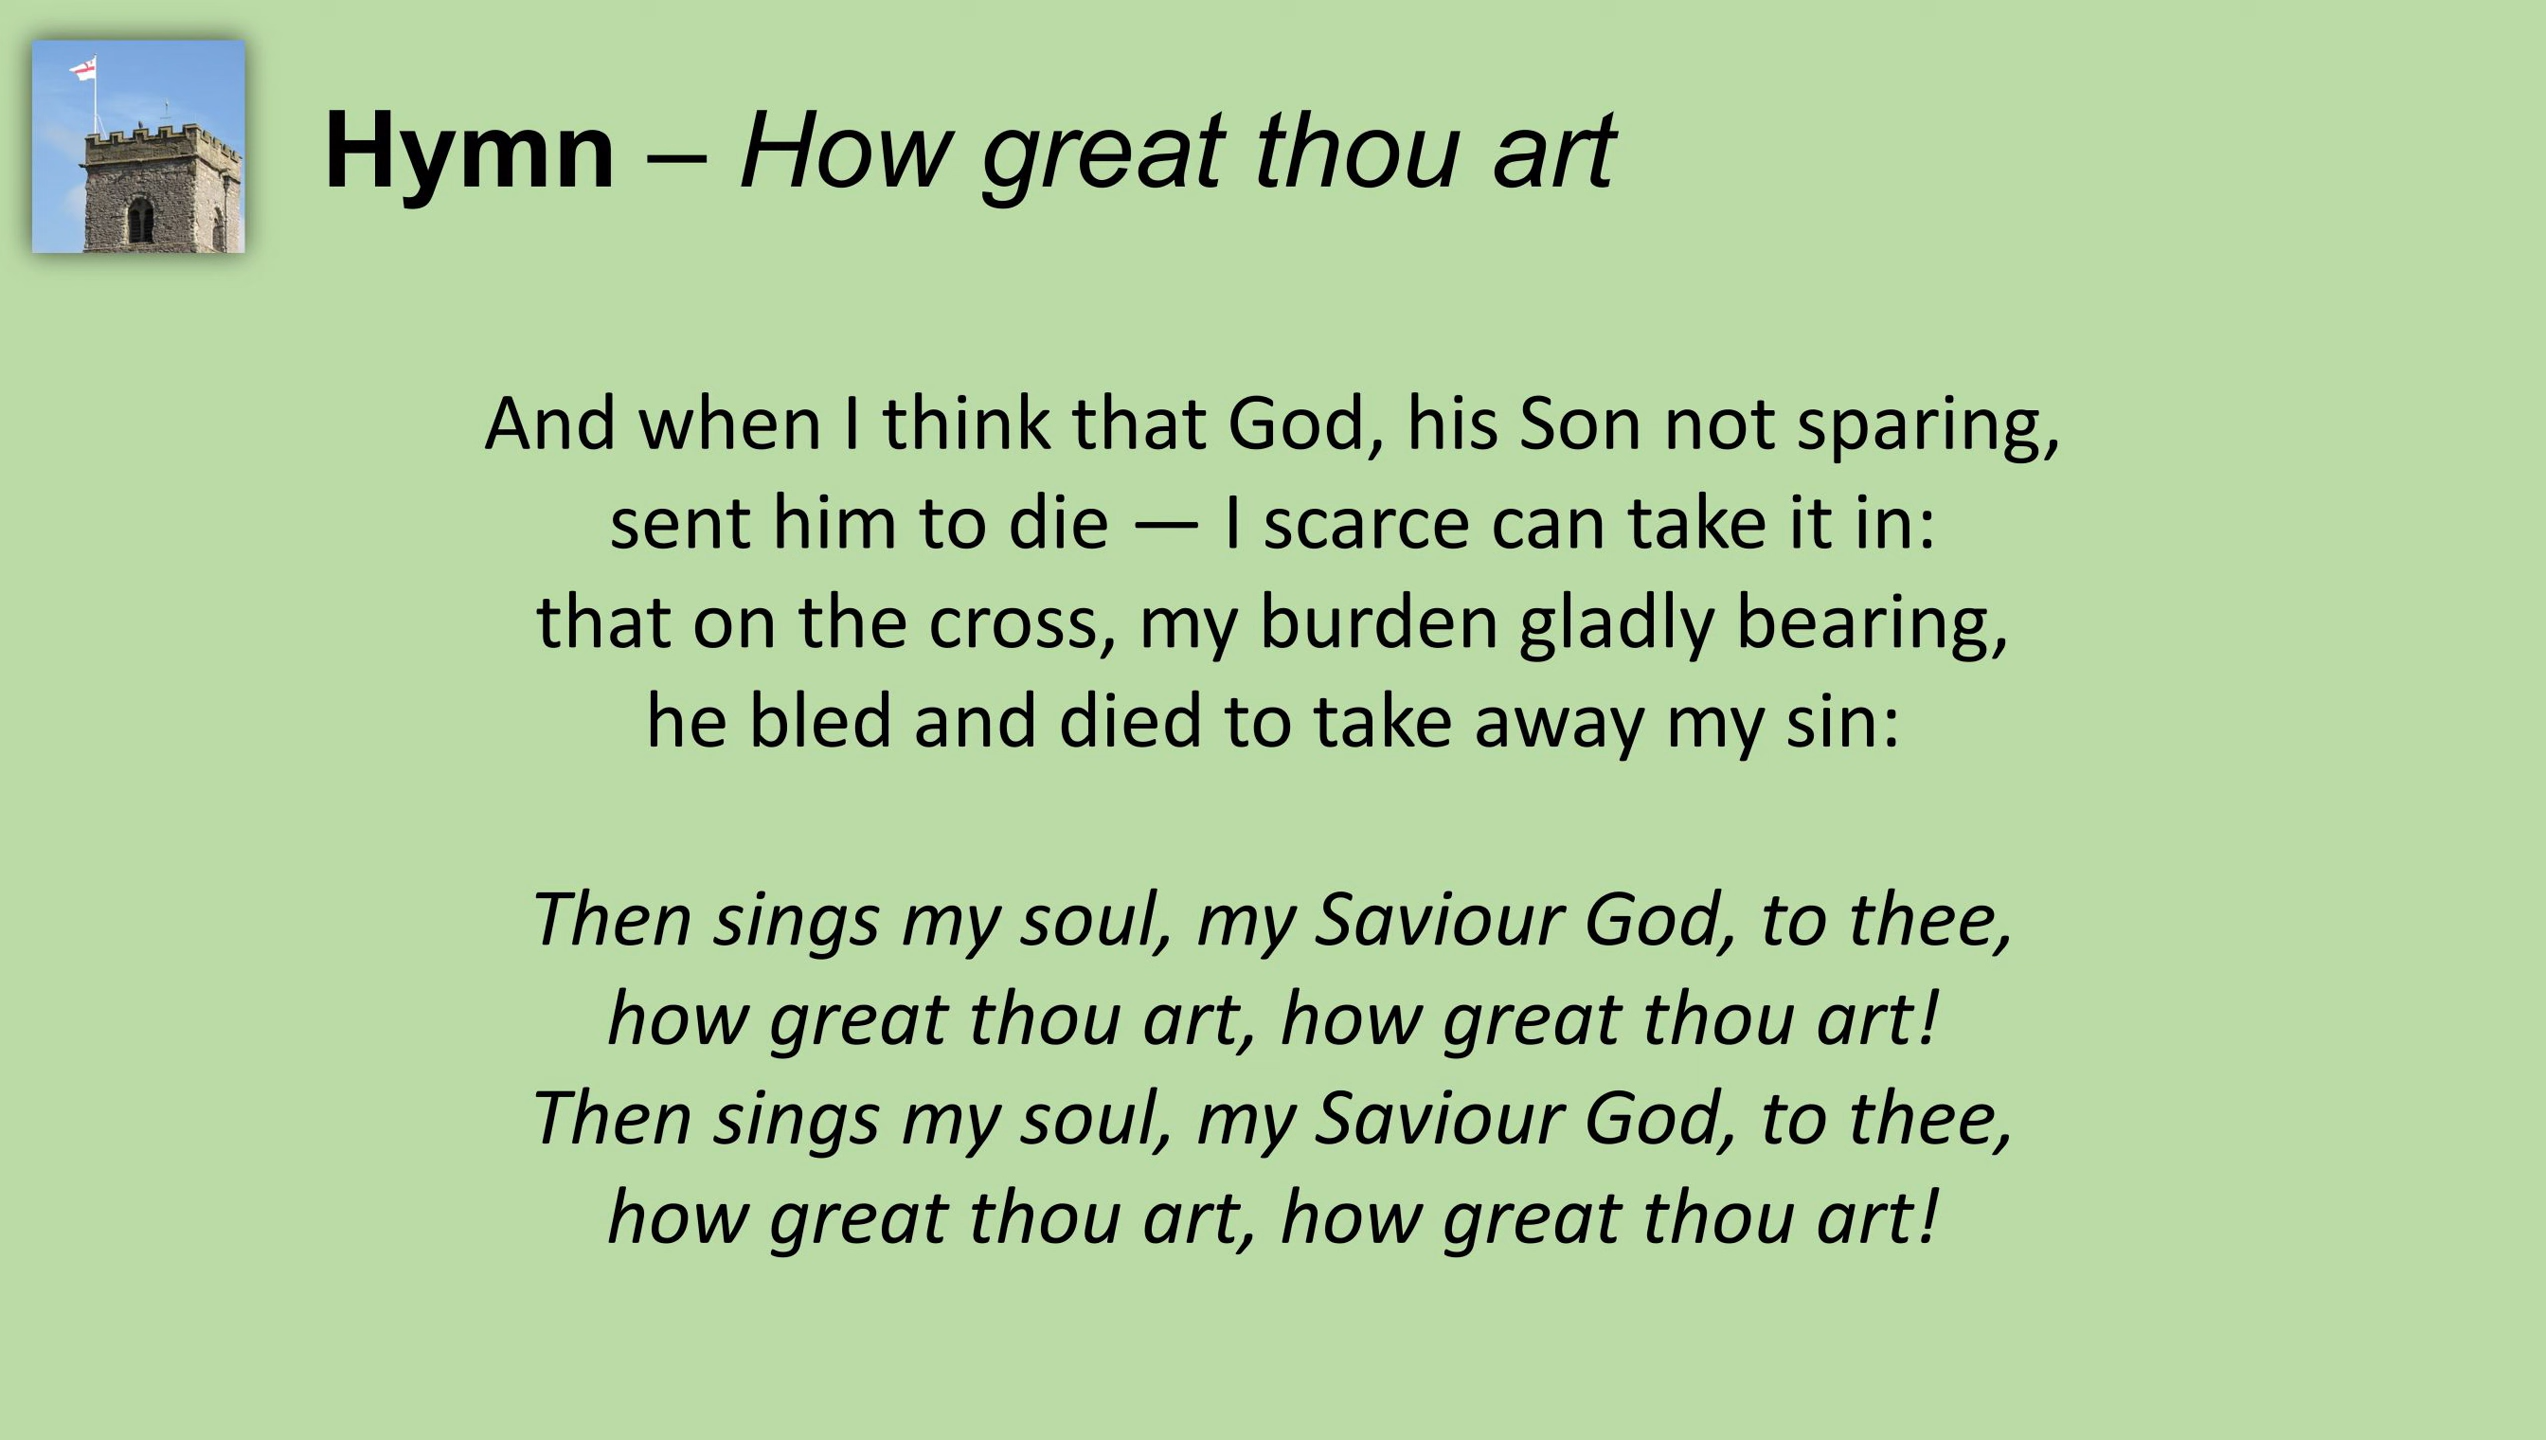 Hymn – How great thou art
And when I think that God, his Son not sparing,
sent him to die — I scarce can take it in:
that on the cross, my burden gladly bearing,
he bled and died to take away my sin:
Then sings my soul, my Saviour God, to thee,
how great thou art, how great thou art!
Then sings my soul, my Saviour God, to thee,
how great thou art, how great thou art!